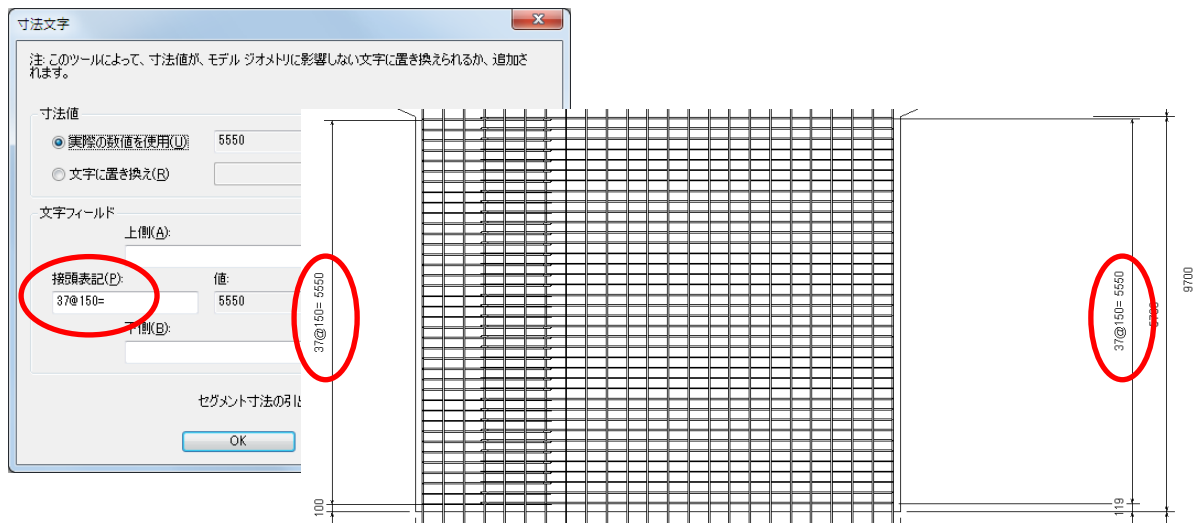 寸法文字
注: このツールによって、寸法値が、モデル ジオメトリに影響しない文字に置き換えられるか、追加さ
れます。
寸法値
実際の数値を使用(U)
5550
文字に置き換え(R)
文字フィールド
上側(A):
接頭表記(P):
値:
37@150=
5550
下側(B):
セグメント寸法の引出
OK
37@150= 5550
100
37@150= 5550
119
9700